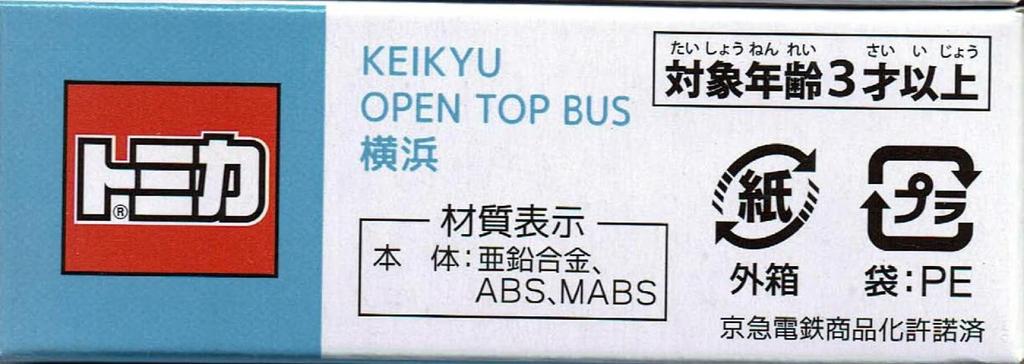 トミカ®
KEIKYU
OPEN TOP BUS
横浜
たいしょうねんれい さいいじょう
対象年齢3才以上
材質表示
本 体:亜鉛合金、
ABS、MABS
紙
外箱
プラ
袋:PE
京急電鉄商品化許諾済